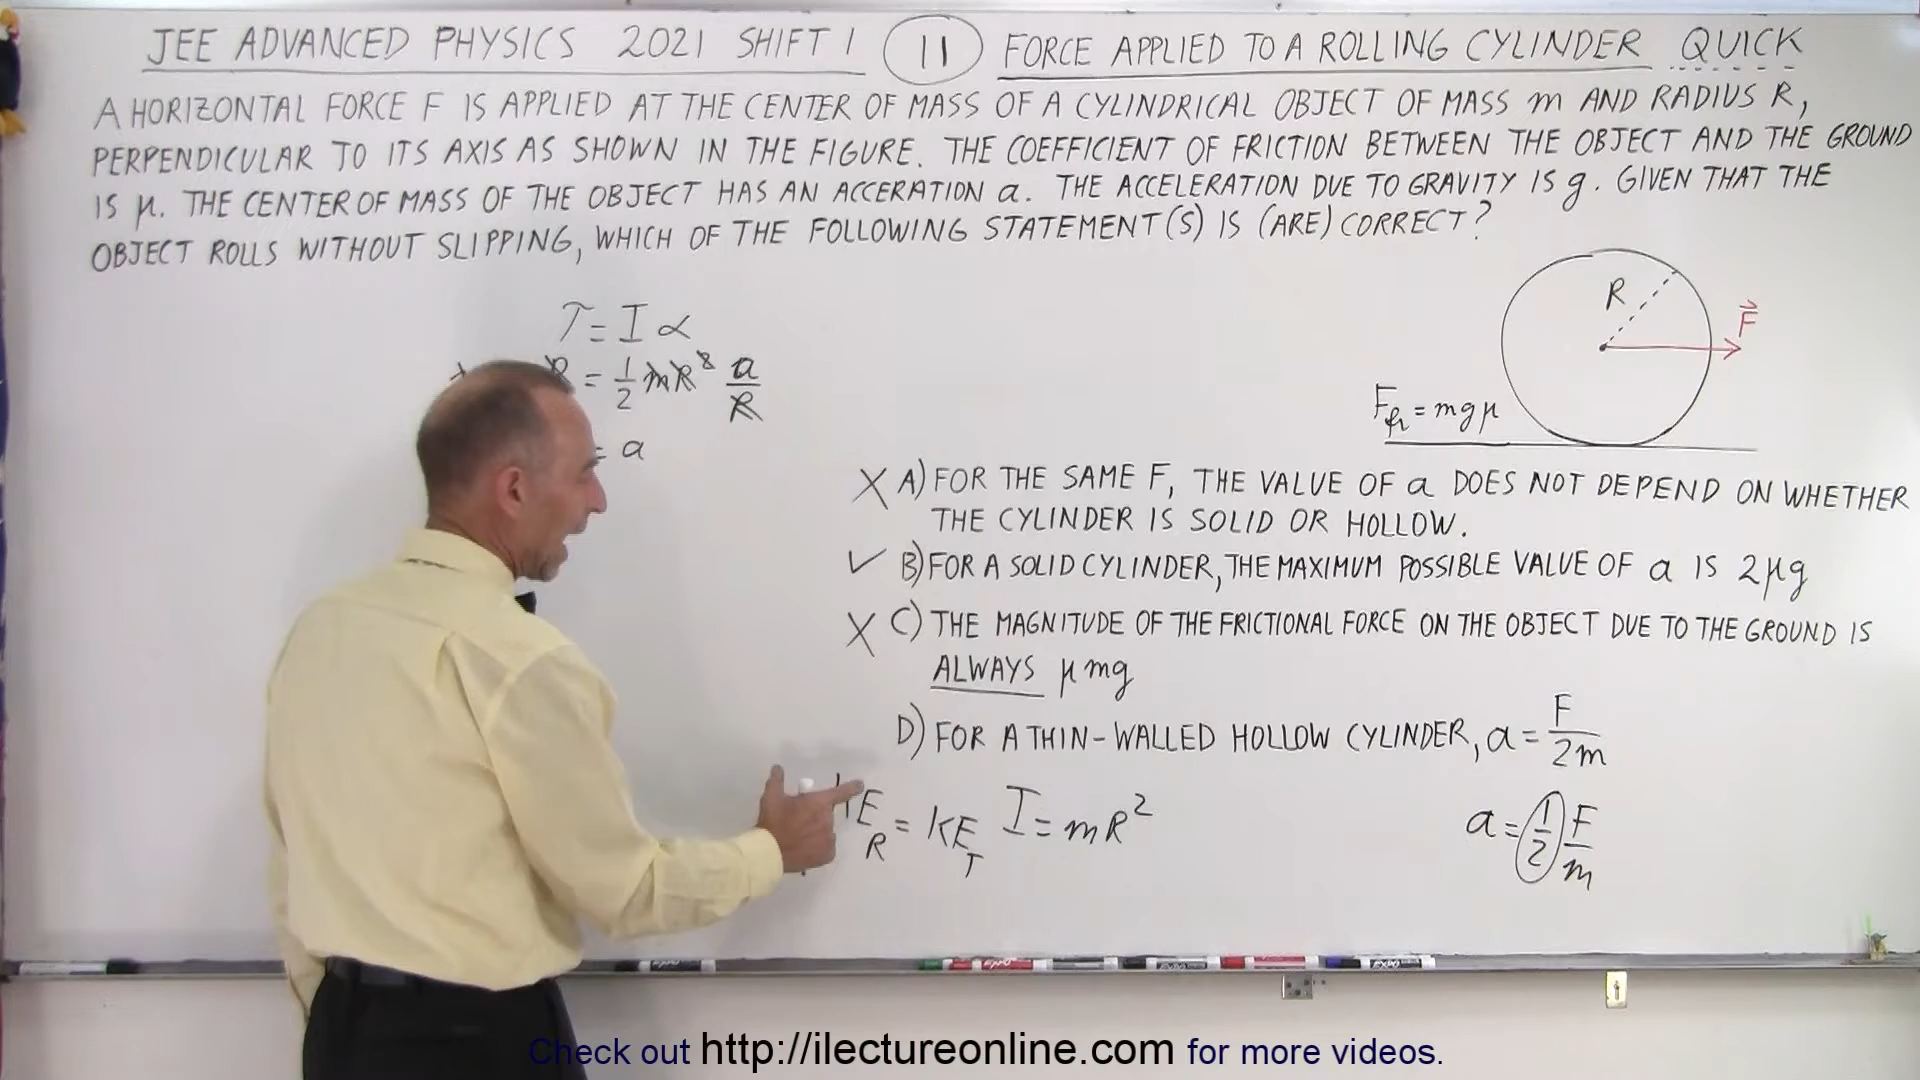 JEE ADVANCED PHYSICS 2021 SHIFT 1 11 FORCE APPLIED TO A ROLLING CYLINDER QUICK
A HORIZONTAL FORCE F IS APPLIED AT THE CENTER OF MASS OF A CYLINDRICAL OBJECT OF MASS m AND RADIUS R,
PERPENDICULAR TO ITS AXIS AS SHOWN IN THE FIGURE. THE COEFFICIENT OF FRICTION BETWEEN THE OBJECT AND THE GROUND
IS μ. THE CENTER OF MASS OF THE OBJECT HAS AN ACCERATION a. THE ACCELERATION DUE TO GRAVITY IS g. GIVEN THAT THE
OBJECT ROLLS WITHOUT SLIPPING, WHICH OF THE FOLLOWING STATEMENT(S) IS (ARE) CORRECT?
τ = I α
R = 1/2 mR² a/R
= a
R
F
F_fr = mgμ
X A) FOR THE SAME F, THE VALUE OF a DOES NOT DEPEND ON WHETHER
THE CYLINDER IS SOLID OR HOLLOW.
✓ B) FOR A SOLID CYLINDER, THE MAXIMUM POSSIBLE VALUE OF a IS 2μg
X C) THE MAGNITUDE OF THE FRICTIONAL FORCE ON THE OBJECT DUE TO THE GROUND IS
ALWAYS μmg
D) FOR A THIN-WALLED HOLLOW CYLINDER, a = F/2m
KE_R = KE_T I = mR² a = 1/2 F/m
EXPO EXPO EXPO
Check out http://ilectureonline.com for more videos.